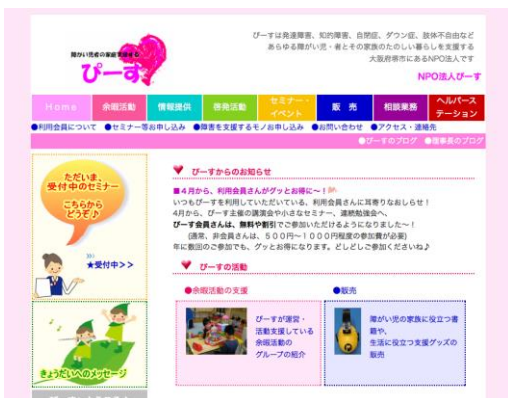 ぴーすは発達障害、知的障害、自閉症、ダウン症、肢体不自由など
あらゆる障がい児・者とその家族のたのしい暮らしを支援する
大阪府堺市にあるNPO法人です
障がい児者の家庭を支援する
ぴーす
NPO法人ぴーす
Home
余暇活動
情報提供
啓発活動
セミナー・
イベント
販 売
相談業務
ヘルパース
テーション
●利用会員について ●セミナー等お申し込み ●障害を支援するモノお申し込み ●お問い合わせ ●アクセス・連絡先
●ぴーすのブログ ●理事長のブログ
ただいま、
受付中のセミナー
こちらから
どうぞ♪
★受付中>>
きょうだいへのメッセージ
ぴーすからのお知らせ
■4月から、利用会員さんがグッとお得に〜!
いつもぴーすを利用していただいている、利用会員さんに耳寄りなおしらせ!
4月から、ぴーす主催の講演会や小さなセミナー、連続勉強会へ、
ぴーす会員さんは、無料や割引でご参加いただけるようになりました〜!
(通常、非会員さんは、500円〜1000円程度の参加費が必要)
年に数回のご参加でも、グッとお得になります。どしどしご参加くださいね♪
ぴーすの活動
●余暇活動の支援
ぴーすが運営・
活動支援している
余暇活動の
グループの紹介
●販売
障がい児の家族に役立つ書
籍や、
生活に役立つ支援グッズの
販売